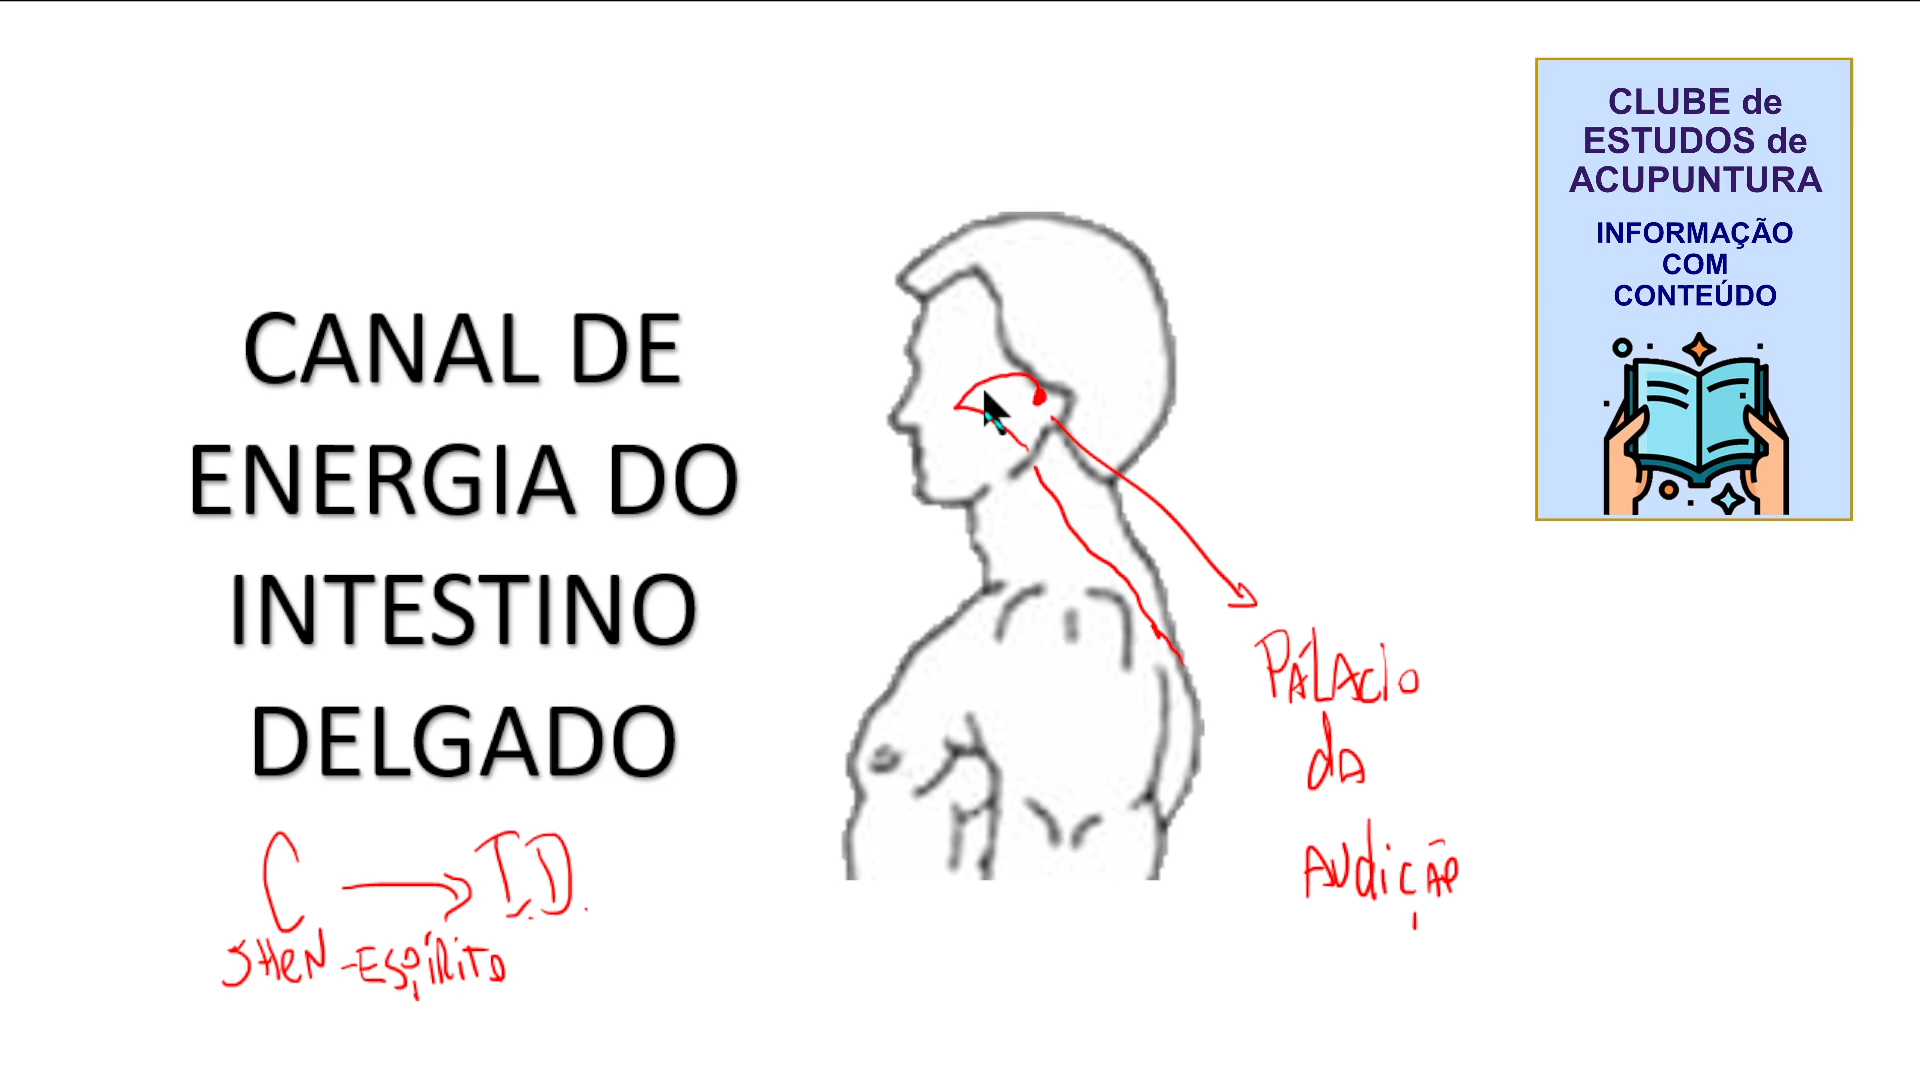 CANAL DE
ENERGIA DO
INTESTINO
DELGADO
C → I.D.
SHEN - ESPÍRITO
PÁLACIO
DA
AUDIÇÃO
CLUBE de
ESTUDOS de
ACUPUNTURA
INFORMAÇÃO
COM
CONTEÚDO